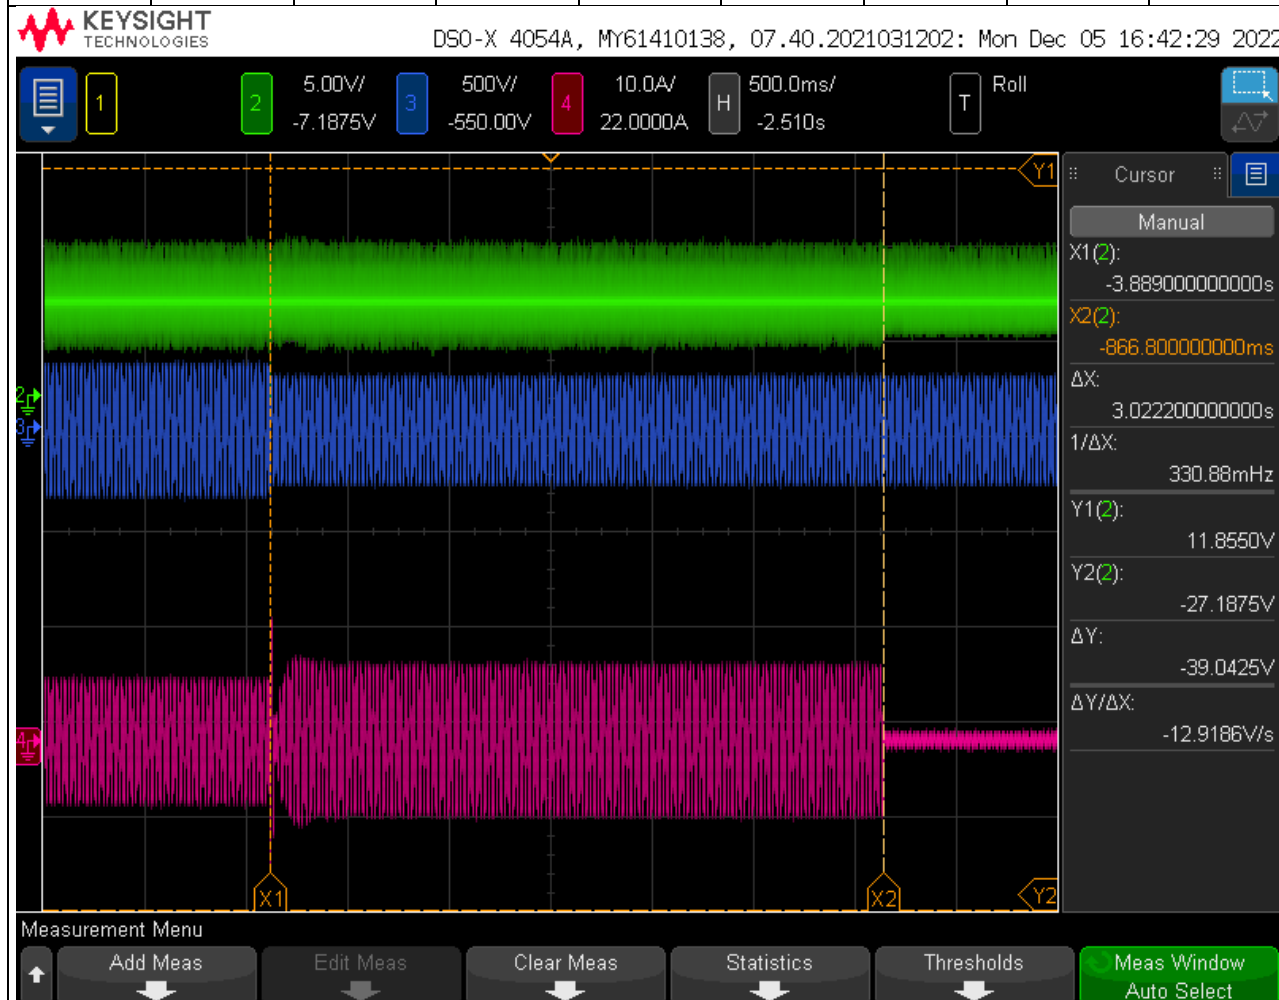 KEYSIGHT
TECHNOLOGIES
DSO-X 4054A, MY61410138, 07.40.2021031202: Mon Dec 05 16:42:29 2022
1
2 5.00V/ -7.1875V
3 500V/ -550.00V
4 10.0A/ 22.0000A
H 500.0ms/ -2.510s
T Roll
Y1
Cursor
Manual
X1(2):
-3.889000000000s
X2(2):
-866.800000000ms
ΔX:
3.022200000000s
1/ΔX:
330.88mHz
Y1(2):
11.8550V
Y2(2):
-27.1875V
ΔY:
-39.0425V
ΔY/ΔX:
-12.9186V/s
2
3
4
X1 X2 Y2
Measurement Menu
Add Meas Edit Meas Clear Meas Statistics Thresholds Meas Window
Auto Select